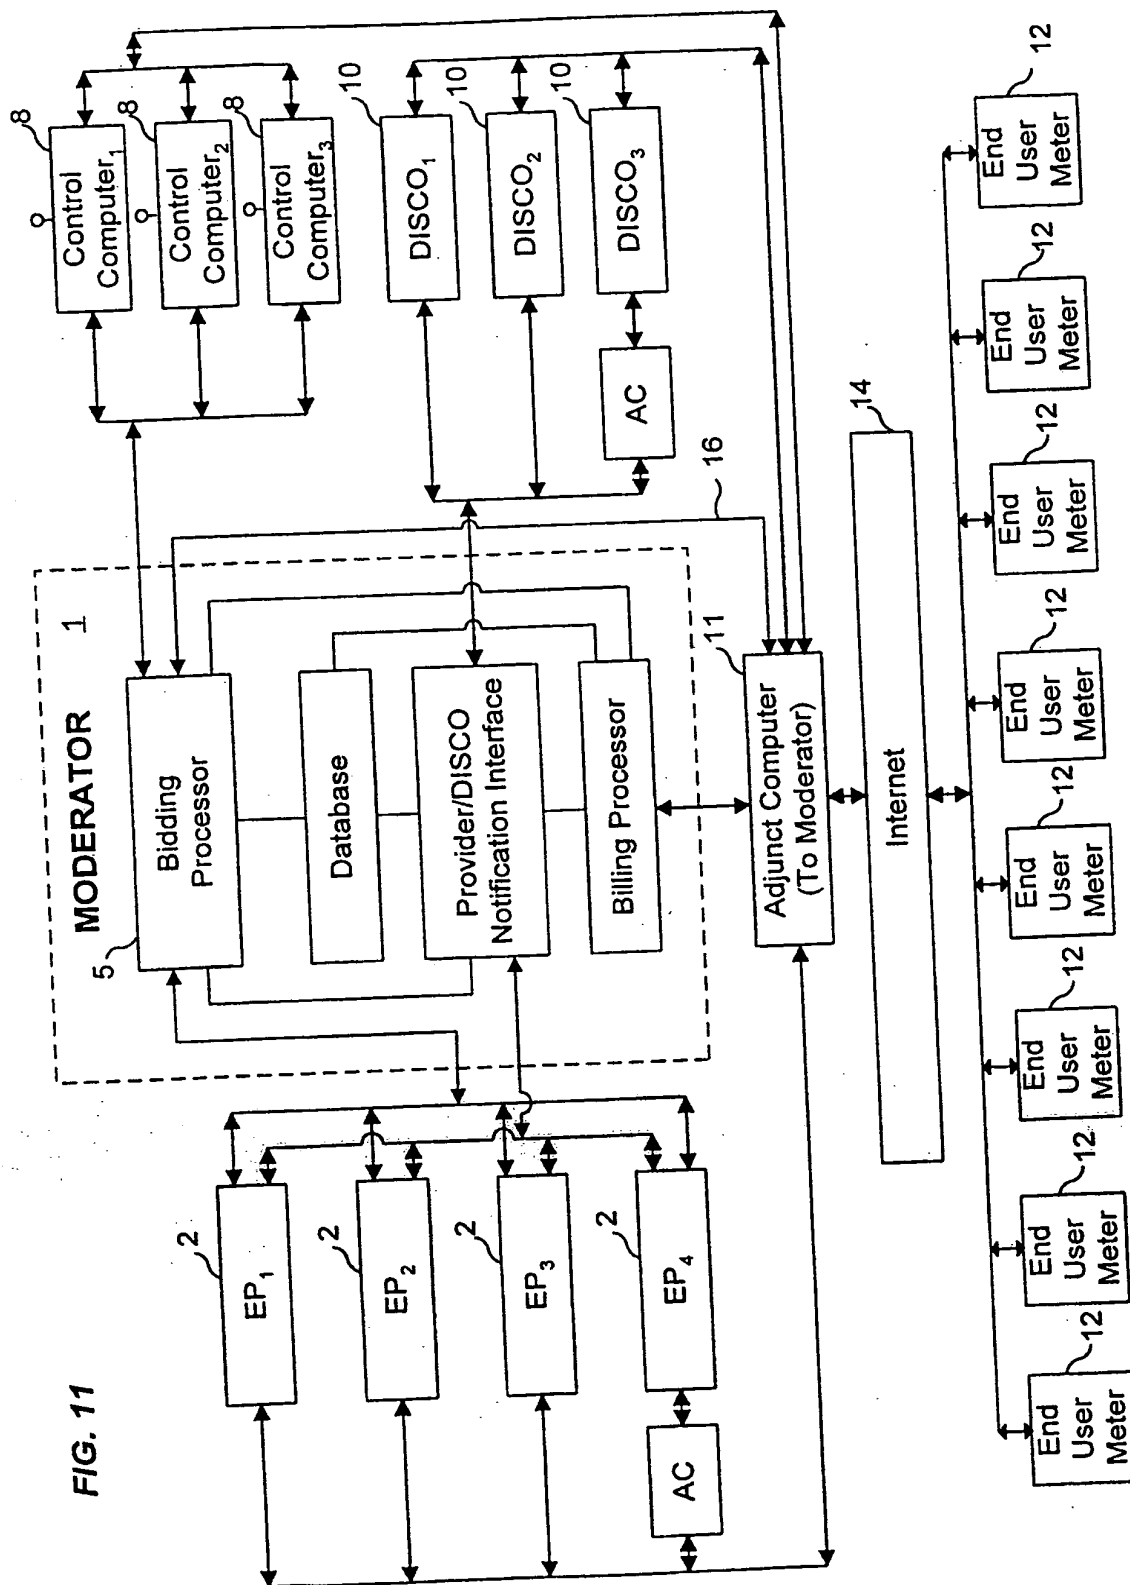 FIG. 11
MODERATOR 1
5
Bidding
Processor
Database
Provider/DISCO
Notification Interface
Billing Processor
2
EP1
2
EP2
2
EP3
2
EP4
AC
8
Control
Computer1
8
Control
Computer2
8
Control
Computer3
10
DISCO1
10
DISCO2
10
DISCO3
AC
16
11
Adjunct Computer
(To Moderator)
14
Internet
12
End
User
Meter
12
End
User
Meter
12
End
User
Meter
12
End
User
Meter
12
End
User
Meter
12
End
User
Meter
12
End
User
Meter
12
End
User
Meter